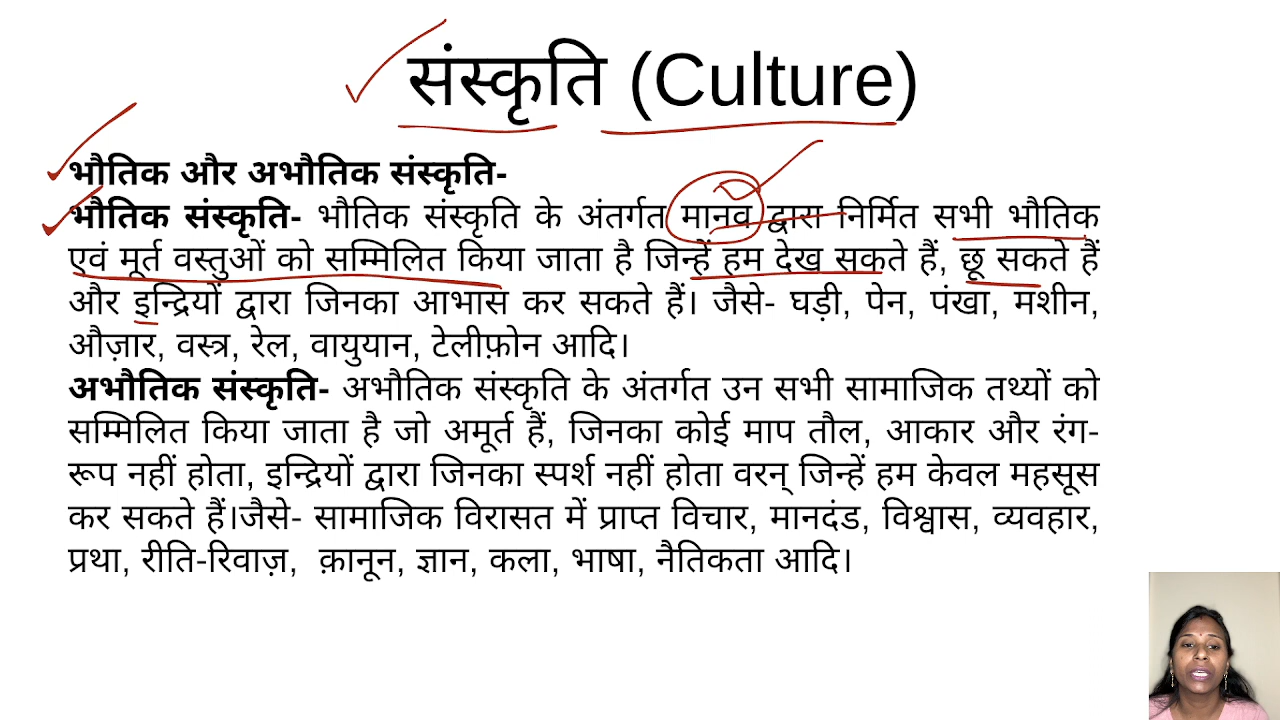 संस्कृति (Culture)
भौतिक और अभौतिक संस्कृति-
भौतिक संस्कृति- भौतिक संस्कृति के अंतर्गत मानव द्वारा निर्मित सभी भौतिक
एवं मूर्त वस्तुओं को सम्मिलित किया जाता है जिन्हें हम देख सकते हैं, छू सकते हैं
और इन्द्रियों द्वारा जिनका आभास कर सकते हैं। जैसे- घड़ी, पेन, पंखा, मशीन,
औज़ार, वस्त्र, रेल, वायुयान, टेलीफ़ोन आदि।
अभौतिक संस्कृति- अभौतिक संस्कृति के अंतर्गत उन सभी सामाजिक तथ्यों को
सम्मिलित किया जाता है जो अमूर्त हैं, जिनका कोई माप तौल, आकार और रंग-
रूप नहीं होता, इन्द्रियों द्वारा जिनका स्पर्श नहीं होता वरन् जिन्हें हम केवल महसूस
कर सकते हैं।जैसे- सामाजिक विरासत में प्राप्त विचार, मानदंड, विश्वास, व्यवहार,
प्रथा, रीति-रिवाज़, क़ानून, ज्ञान, कला, भाषा, नैतिकता आदि।